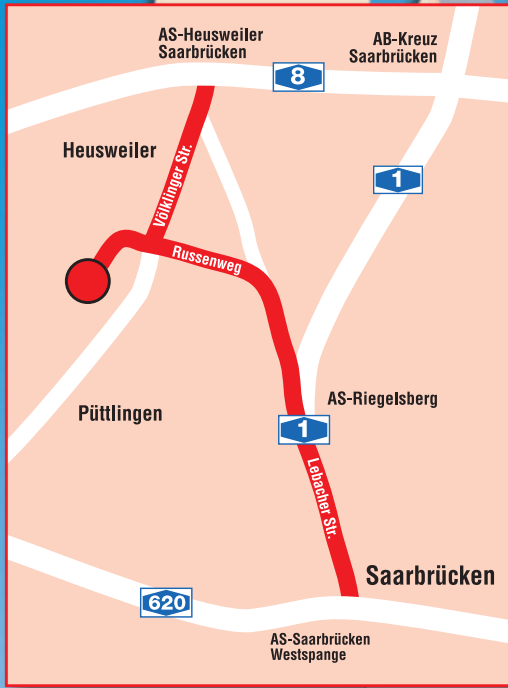 AS-Heusweiler
Saarbrücken
AB-Kreuz
Saarbrücken
8
Heusweiler
Völklinger Str.
1
Russenweg
Püttlingen
AS-Riegelsberg
1
Lebacher Str.
Saarbrücken
620
AS-Saarbrücken
Westspange